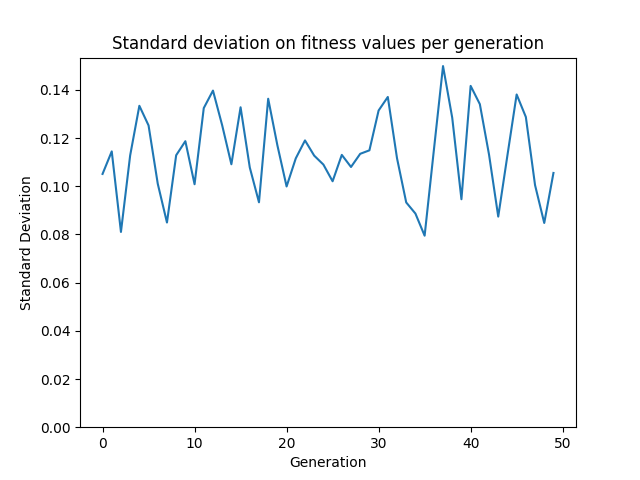 Standard deviation on fitness values per generation
Standard Deviation
0.14
0.12
0.10
0.08
0.06
0.04
0.02
0.00
0 10 20 30 40 50
Generation